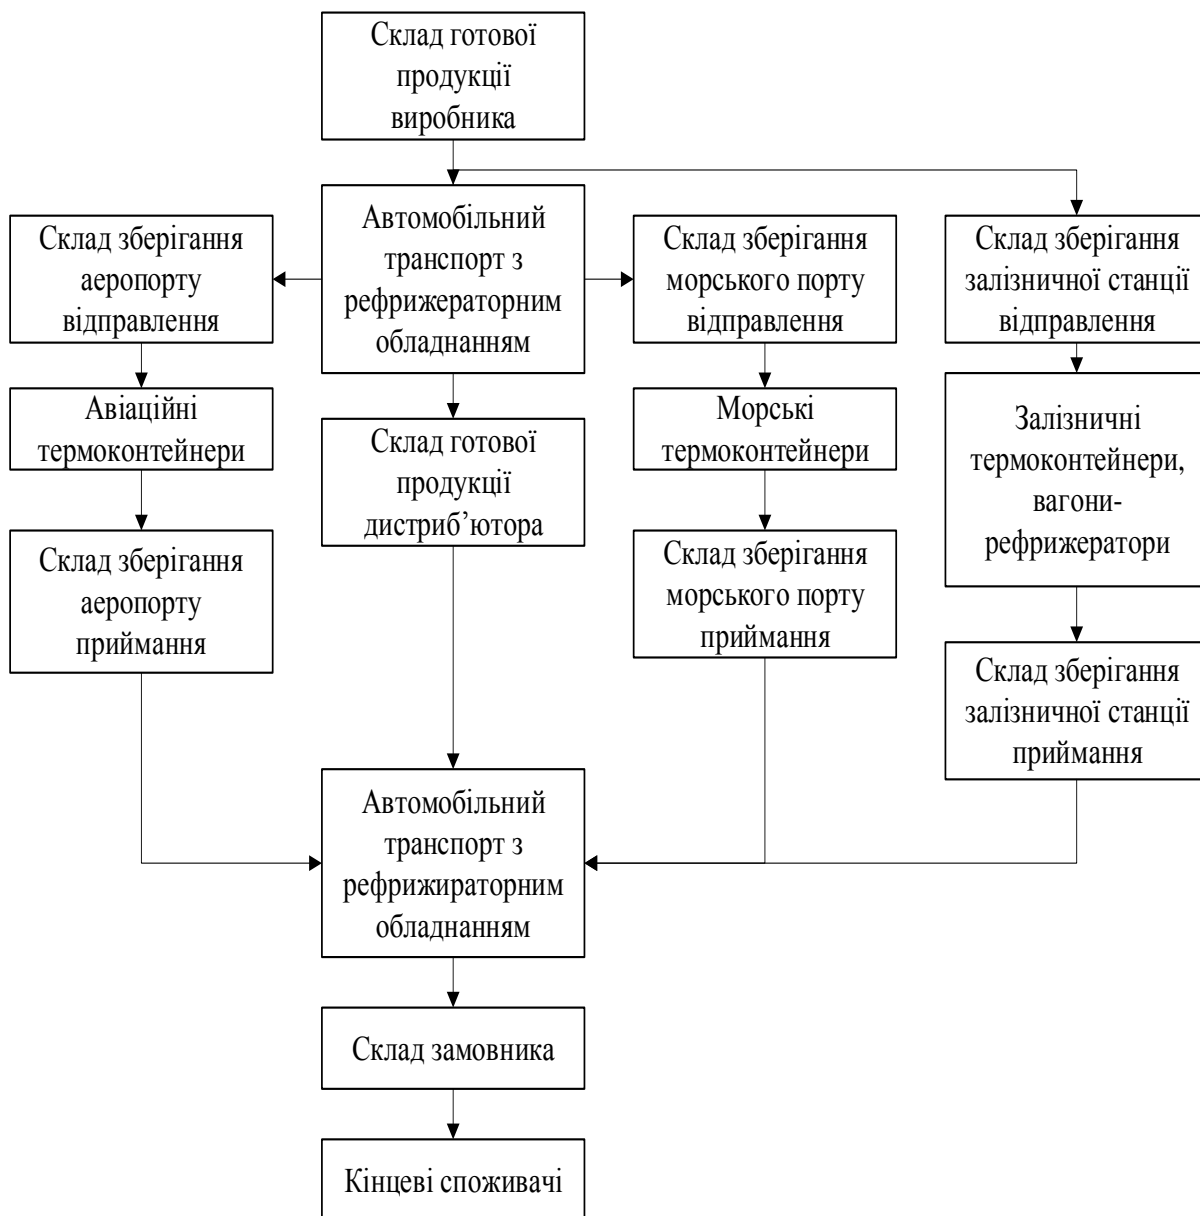 Склад готової
продукції
виробника
Автомобільний
транспорт з
рефрижераторним
обладнанням
Склад зберігання
аеропорту
відправлення
Склад зберігання
морського порту
відправлення
Склад зберігання
залізничної станції
відправлення
Авіаційні
термоконтейнери
Склад готової
продукції
дистриб’ютора
Морські
термоконтейнери
Залізничні
термоконтейнери,
вагони-
рефрижератори
Склад зберігання
аеропорту
приймання
Склад зберігання
морського порту
приймання
Склад зберігання
залізничної станції
приймання
Автомобільний
транспорт з
рефрижираторним
обладнанням
Склад замовника
Кінцеві споживачі